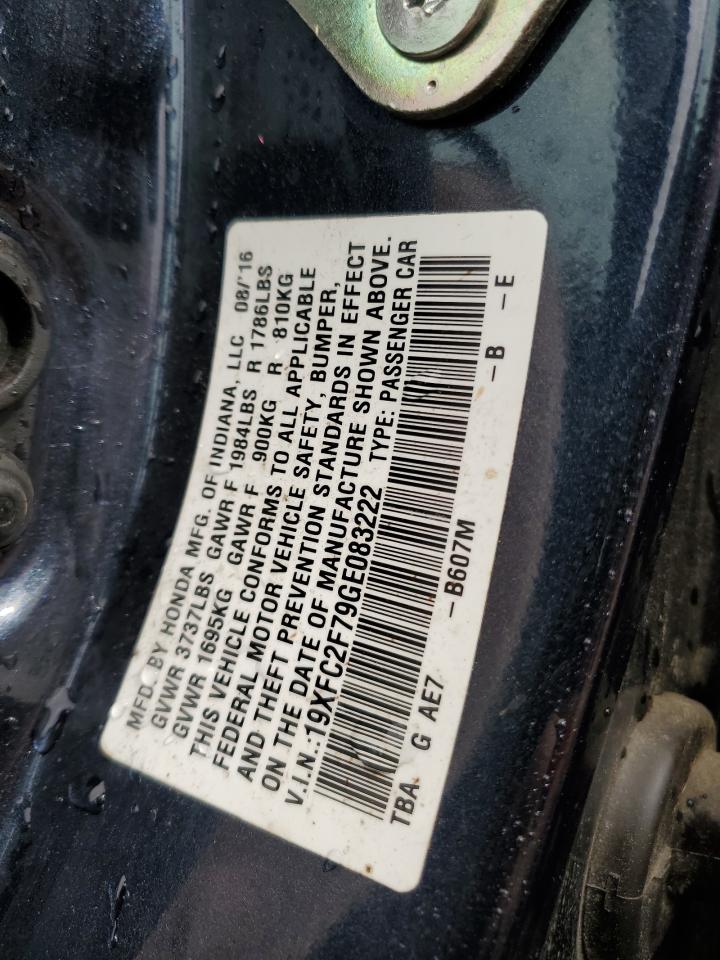 MFD. BY HONDA MFG. OF INDIANA, LLC 08/'16
GVWR 3737LBS GAWR F 1984LBS R 1786LBS
GVWR 1695KG GAWR F 900KG R 810KG
THIS VEHICLE CONFORMS TO ALL APPLICABLE
FEDERAL MOTOR VEHICLE SAFETY, BUMPER,
AND THEFT PREVENTION STANDARDS IN EFFECT
ON THE DATE OF MANUFACTURE SHOWN ABOVE.
V.I.N.:19XFC2F79GE083222 TYPE: PASSENGER CAR
TBA G AE7 -B607M -B -E